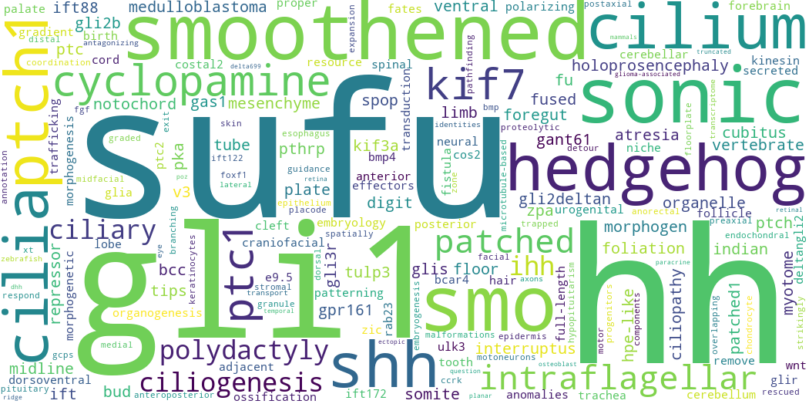 palate ift88 medulloblastoma ventral polarizing proper fates postaxial forebrain
gradient gli2b smoothened cilium
distal birth antagonizing expansion mammals truncated
ptc coordination costal2 delta699 resource pathfinding cerebellar kinesin
cord cyclopamine spinal kif7 holoprosencephaly secreted
ptch1 trafficking notochord gas1 mesenchyme spop transduction bmp fu glioma-associated sonic
fgf exit skin limb identities fused proteolytic foregut floorplate transcriptome
graded sufu esophagus pthrp kif3a neural gant61 atresia cubitus
morphogenesis ptc2 pka tube ift122 guidance bmp4 cos2 detour niche vertebrate
annotation midfacial foxf1 retina anterior fistula zone hedgehog
glia v3 lateral plate effectors microtubule-based
cilia epithelium digit gli2deltan organelle
placode zpa urogenital anorectal follicle retinal
ciliary branching cleft embryology posterior trapped morphogen preaxial ptch2
xt lobe ptc1 craniofacial spatially patched foliation indian endochondral
zebrafish eye gli3r dorsal facial ihh myotome deltangli2
repressor bcc keratinocytes e9.5 tulp3 glis floor hh
dhh tips stromal patterning bcar4 hair axons full-length hypopituitarism ciliopathy paracrine
respond morphogenetic gli1 transport gpr161 smo hpe-like progenitors overlapping strikingly
organogenesis granule rab23 embryogenesis motor components patched1 chondrocyte
gcps temporal zic malformations epidermis
medial polydactyly ectopic ulk3 interruptus remove
midline adjacent shh tooth motoneurons osteoblast wnt
dorsoventral ciliogenesis question intraflagellar glir
pituitary ift bud anteroposterior ccrk somite anomalies cerebellum rescued
ridge ossification ift172 planar trachea